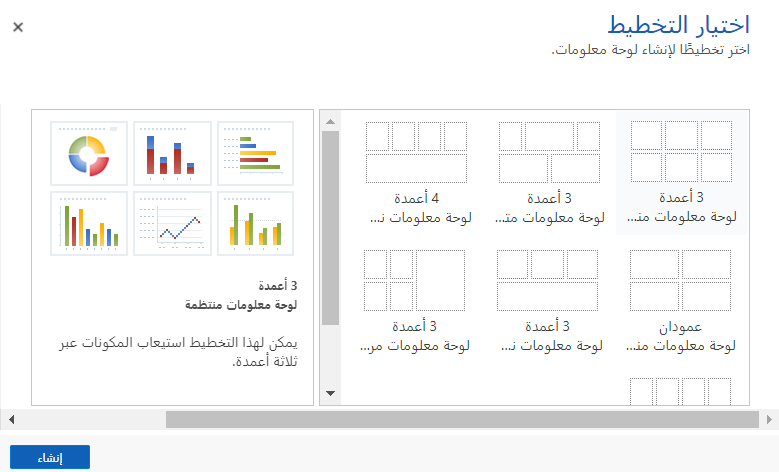 اختيار التخطيط
اختر تخطيطًا لإنشاء لوحة معلومات.
3 أعمدة
لوحة معلومات من...
3 أعمدة
لوحة معلومات مت...
4 أعمدة
لوحة معلومات ن...
عمودان
لوحة معلومات من...
3 أعمدة
لوحة معلومات ن...
3 أعمدة
لوحة معلومات مر...
3 أعمدة
لوحة معلومات منتظمة
يمكن لهذا التخطيط استيعاب المكونات عبر
ثلاثة أعمدة.
إنشاء